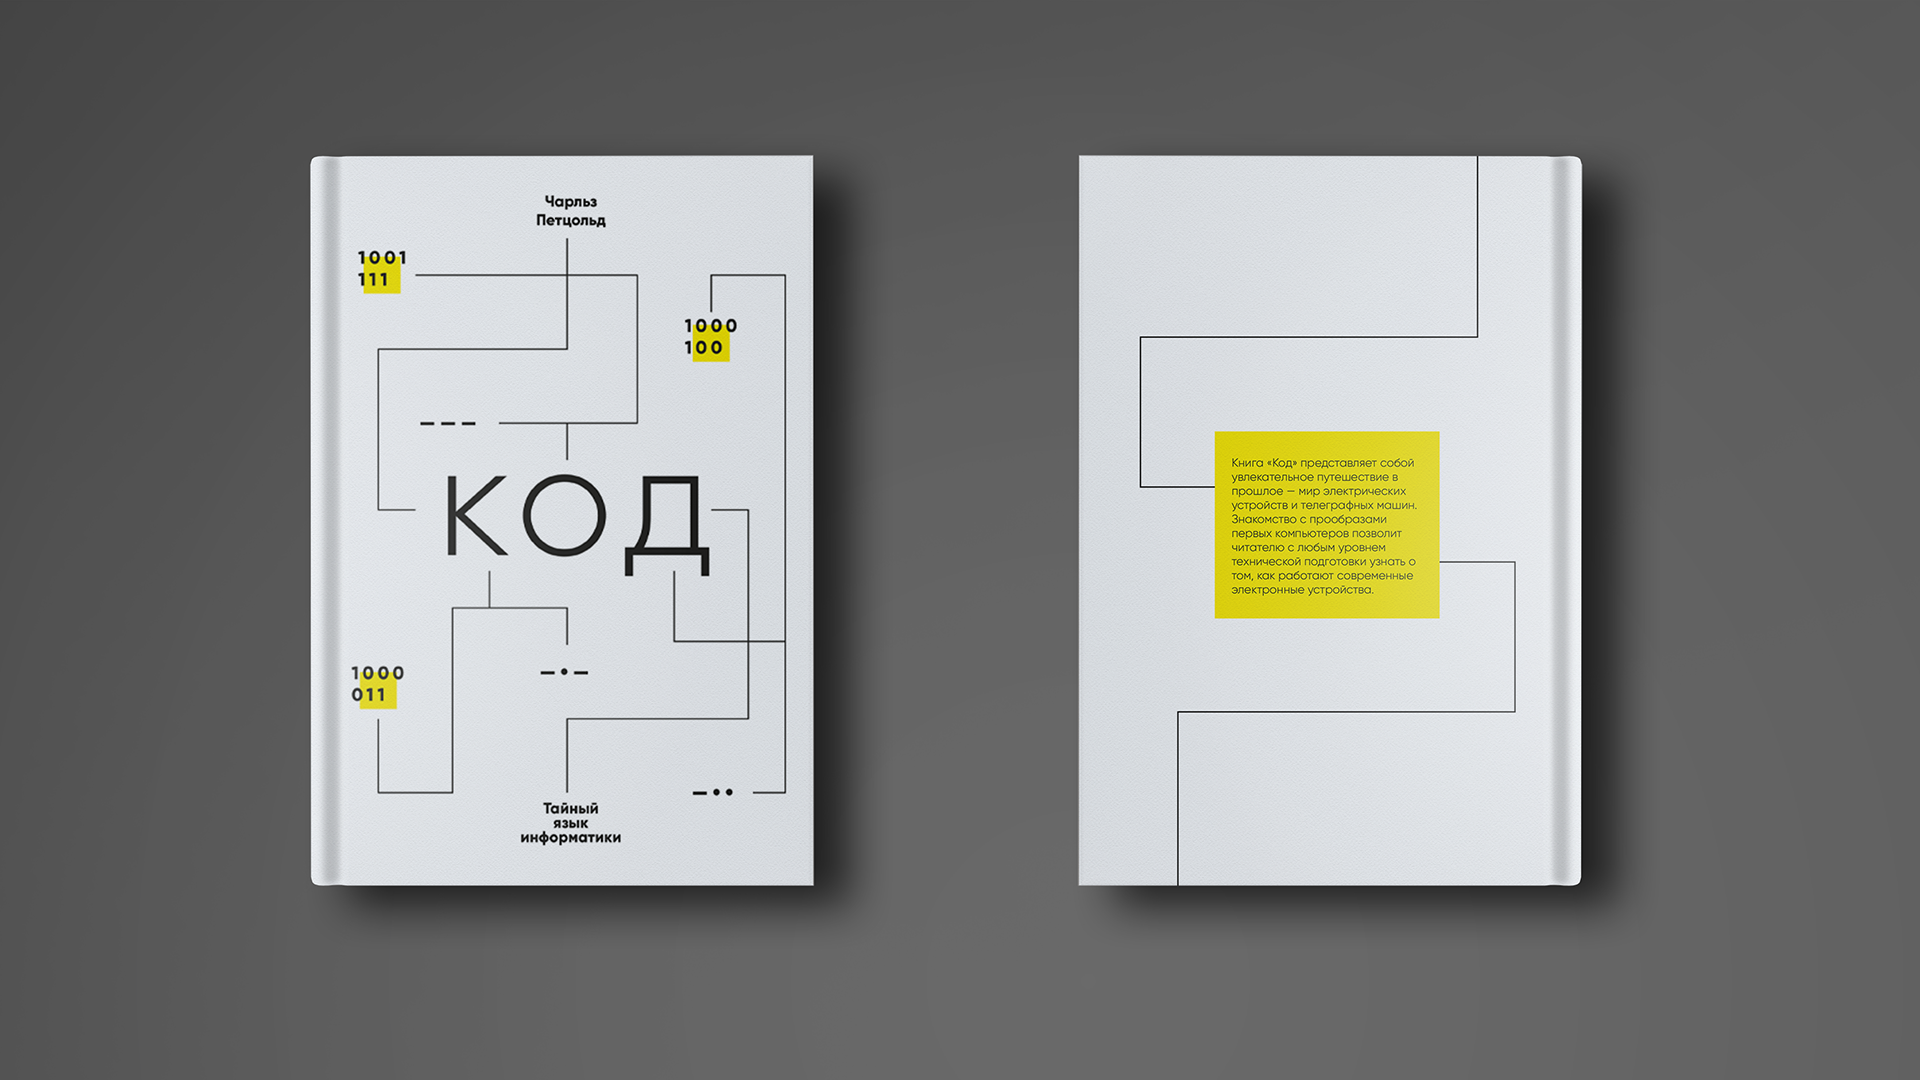 Чарльз
Петцольд
1001
111
1000
100
КОД
1000
011
Тайный
язык
информатики
Книга «Код» представляет собой
увлекательное путешествие в
прошлое — мир электрических
устройств и телеграфных машин.
Знакомство с прообразами
первых компьютеров позволит
читателю с любым уровнем
технической подготовки узнать о
том, как работают современные
электронные устройства.